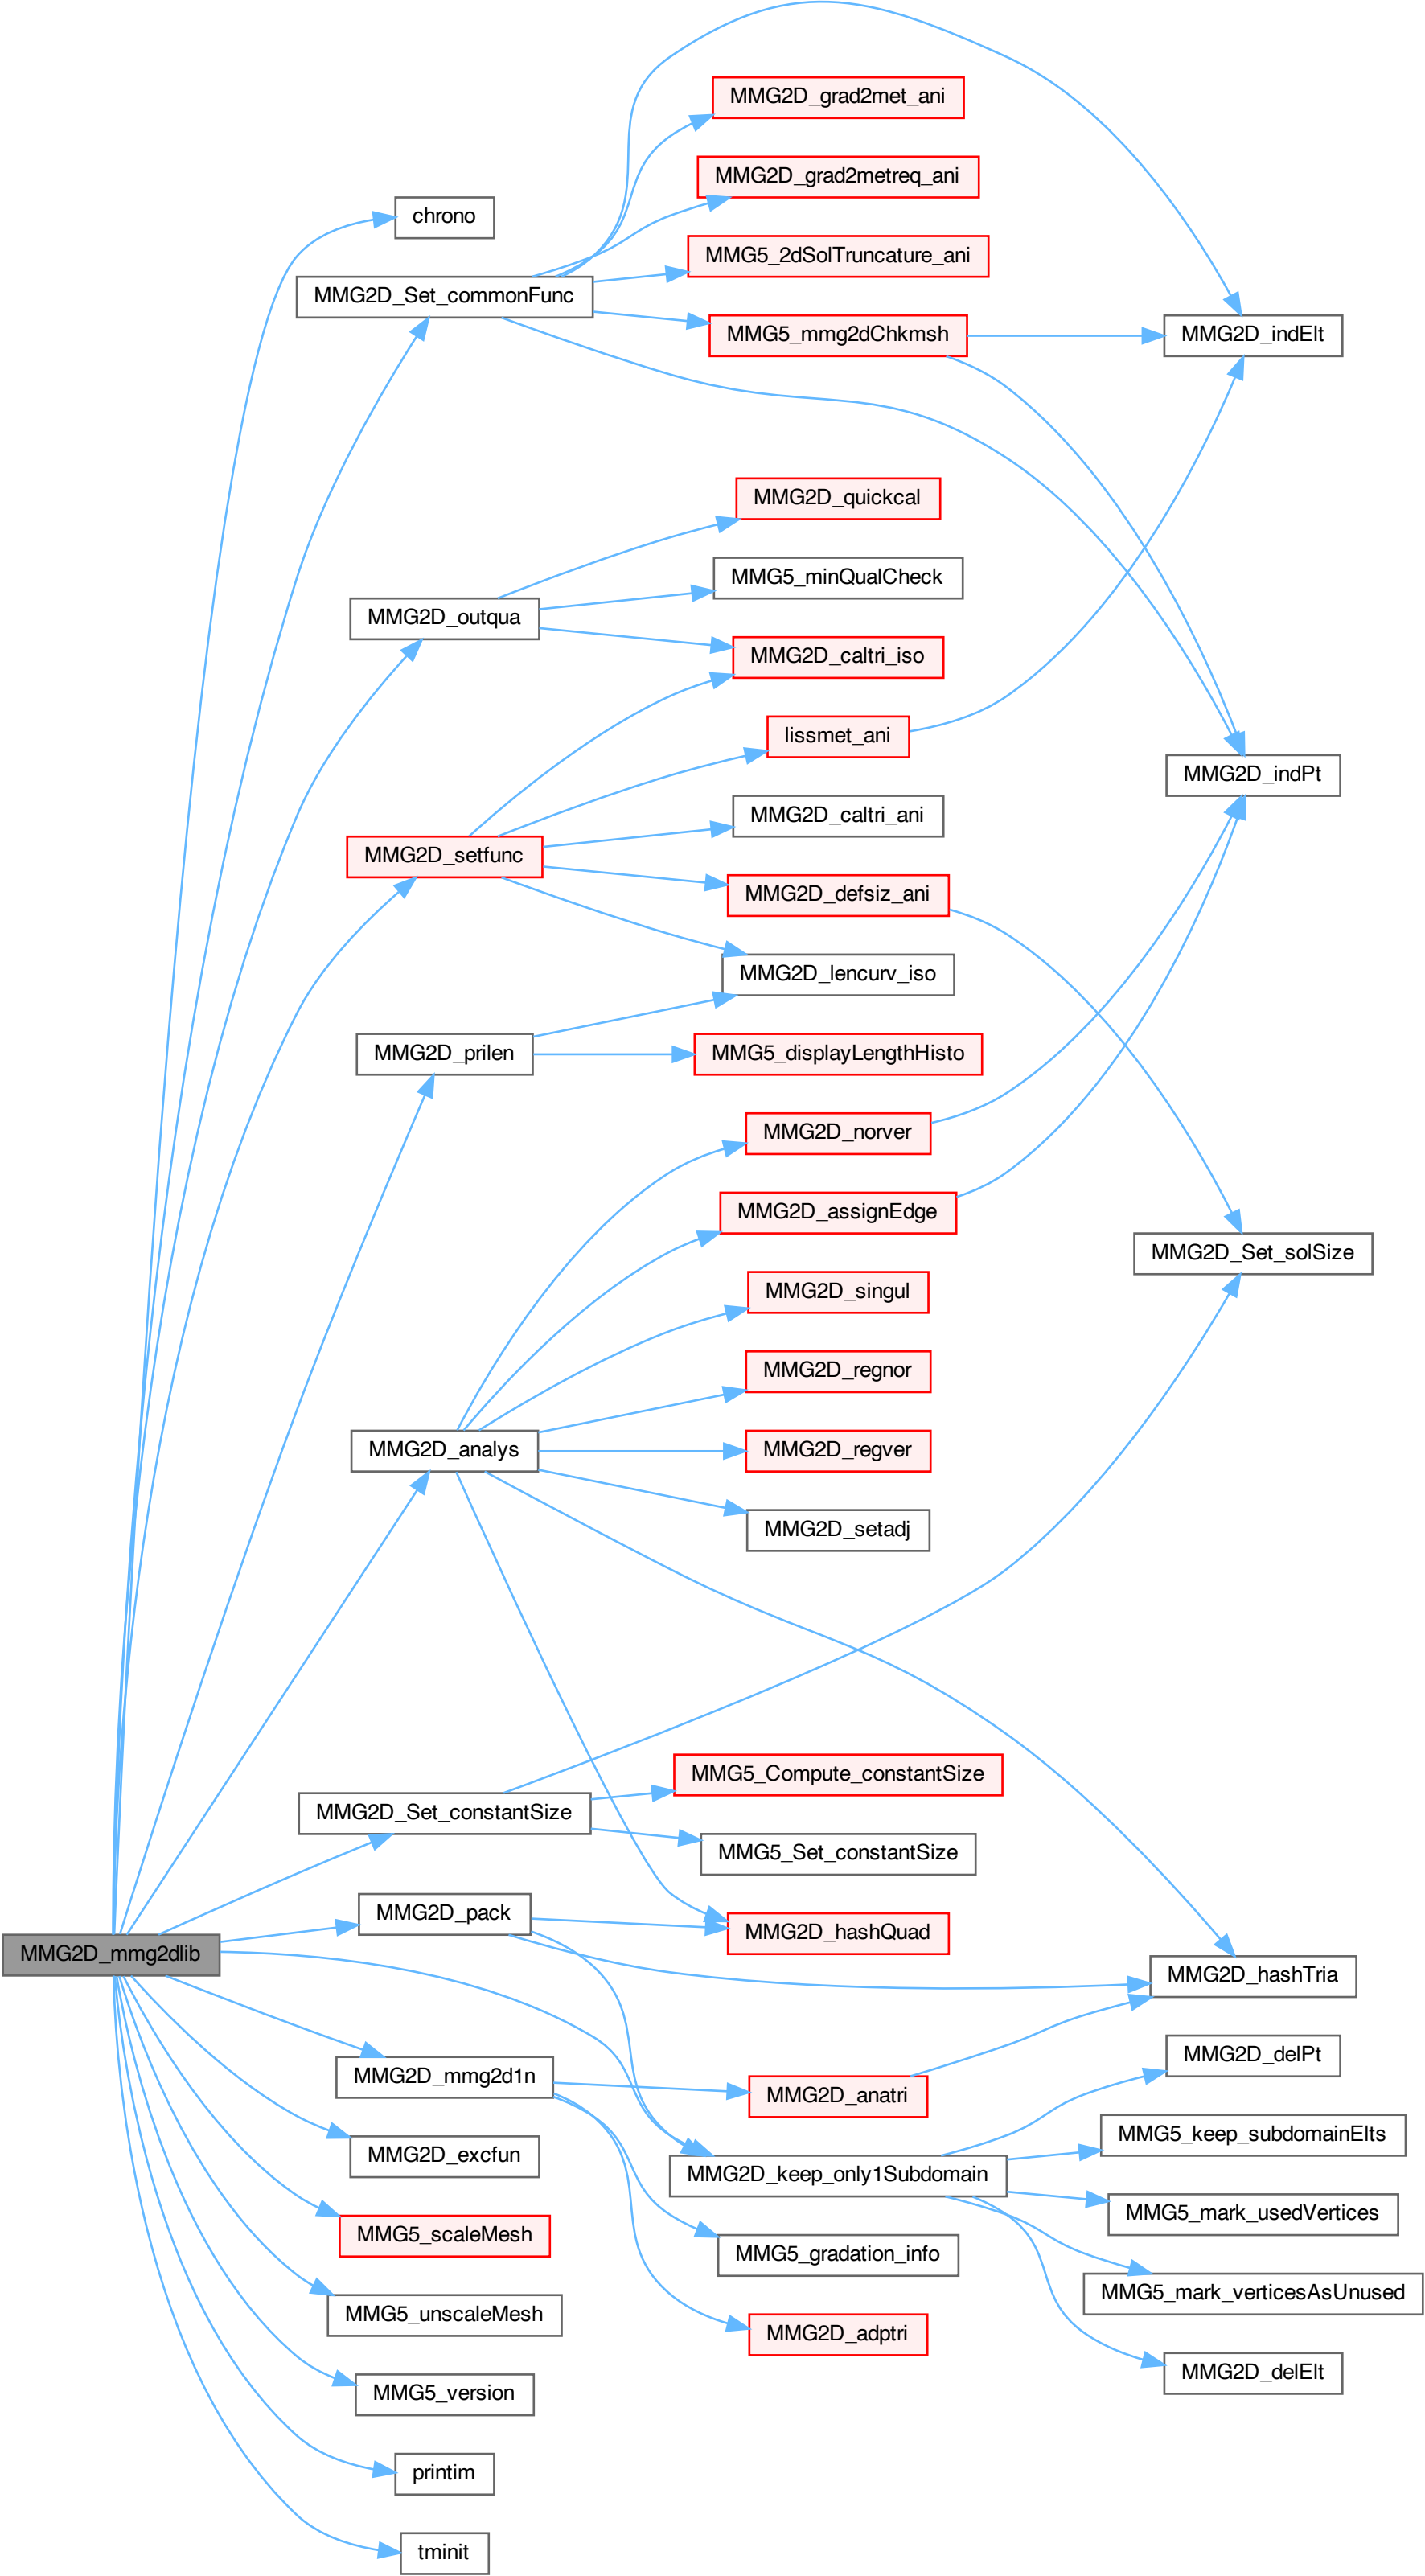 MMG2D_grad2met_ani
MMG2D_grad2metreq_ani
chrono
MMG5_2dSolTruncature_ani
MMG2D_Set_commonFunc
MMG5_mmg2dChkmsh
MMG2D_indElt
MMG2D_quickcal
MMG5_minQualCheck
MMG2D_outqua
MMG2D_caltri_iso
lissmet_ani
MMG2D_indPt
MMG2D_caltri_ani
MMG2D_setfunc
MMG2D_defsiz_ani
MMG2D_lencurv_iso
MMG2D_prilen
MMG5_displayLengthHisto
MMG2D_norver
MMG2D_assignEdge
MMG2D_Set_solSize
MMG2D_singul
MMG2D_regnor
MMG2D_analys
MMG2D_regver
MMG2D_setadj
MMG5_Compute_constantSize
MMG2D_Set_constantSize
MMG5_Set_constantSize
MMG2D_pack
MMG2D_hashQuad
MMG2D_mmg2dlib
MMG2D_hashTria
MMG2D_delPt
MMG2D_mmg2d1n
MMG2D_anatri
MMG5_keep_subdomainElts
MMG2D_excfun
MMG2D_keep_only1Subdomain
MMG5_mark_usedVertices
MMG5_scaleMesh
MMG5_gradation_info
MMG5_mark_verticesAsUnused
MMG5_unscaleMesh
MMG2D_adptri
MMG2D_delElt
MMG5_version
printim
tminit